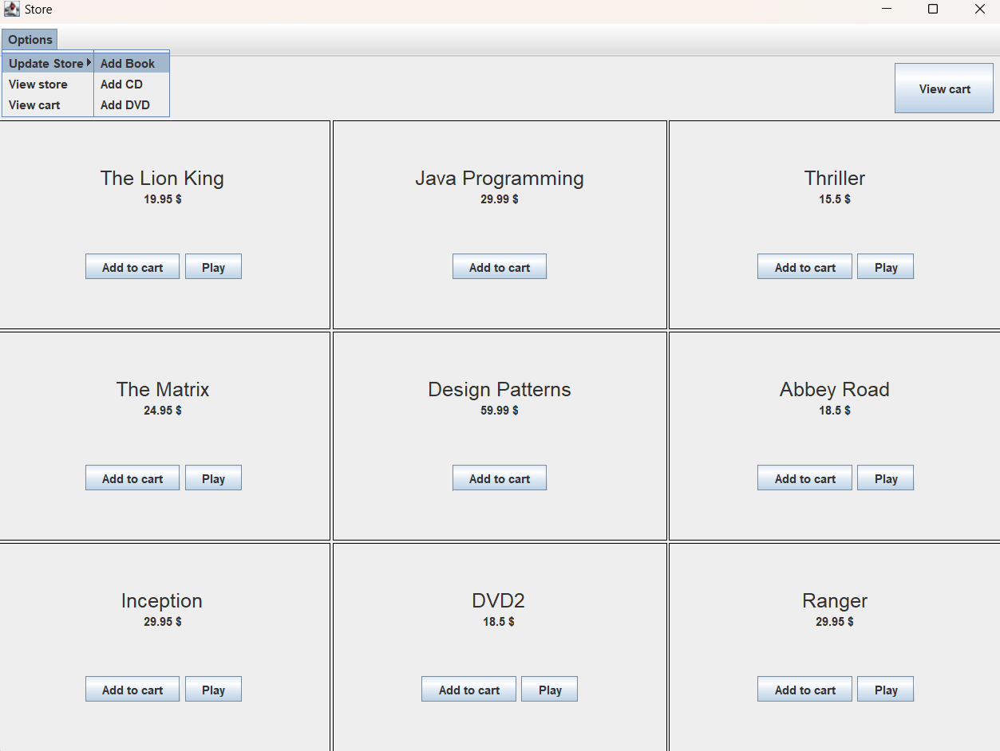 Store
Options
Update Store Add Book
View store Add CD
View cart Add DVD
View cart
The Lion King
19.95 $
Add to cart Play
Java Programming
29.99 $
Add to cart
Thriller
15.5 $
Add to cart Play
The Matrix
24.95 $
Add to cart Play
Design Patterns
59.99 $
Add to cart
Abbey Road
18.5 $
Add to cart Play
Inception
29.95 $
Add to cart Play
DVD2
18.5 $
Add to cart Play
Ranger
29.95 $
Add to cart Play